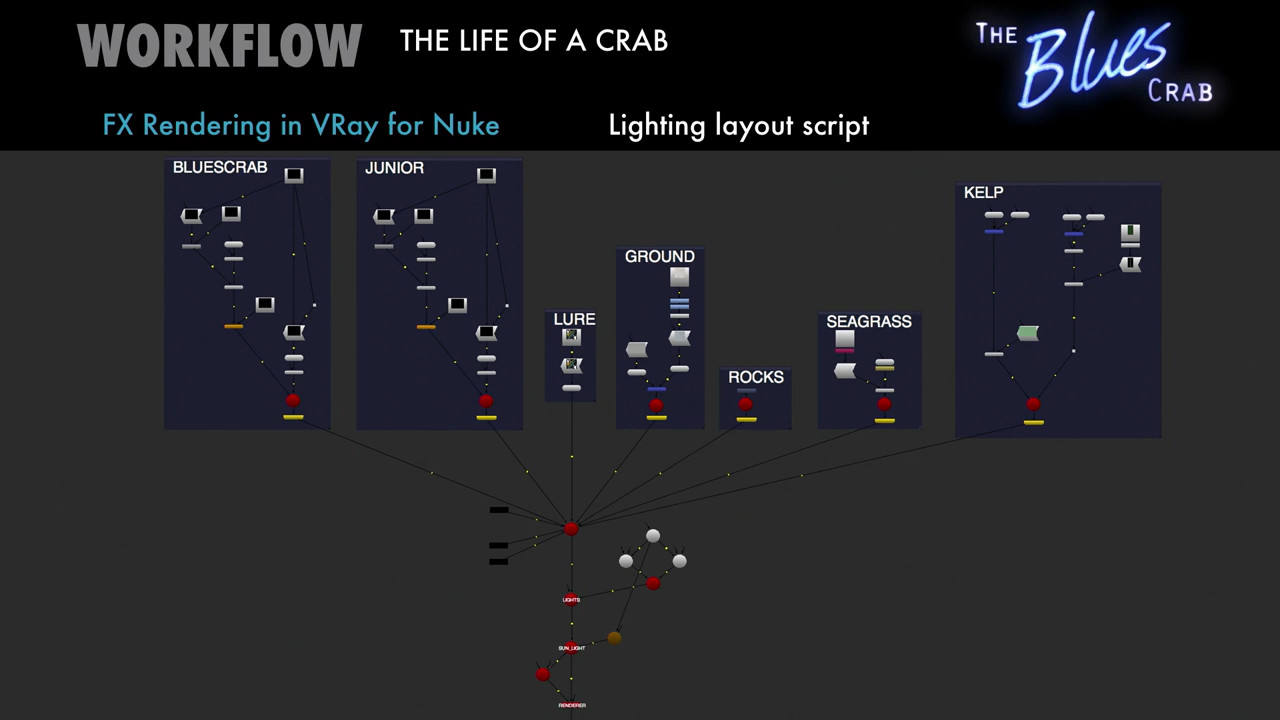 WORKFLOW
THE LIFE OF A CRAB
THE Blues CRAB
FX Rendering in VRay for Nuke
Lighting layout script
BLUESCRAB
JUNIOR
LURE
GROUND
ROCKS
SEAGRASS
KELP
LIGHTS
SUN_LIGHT
RENDERER